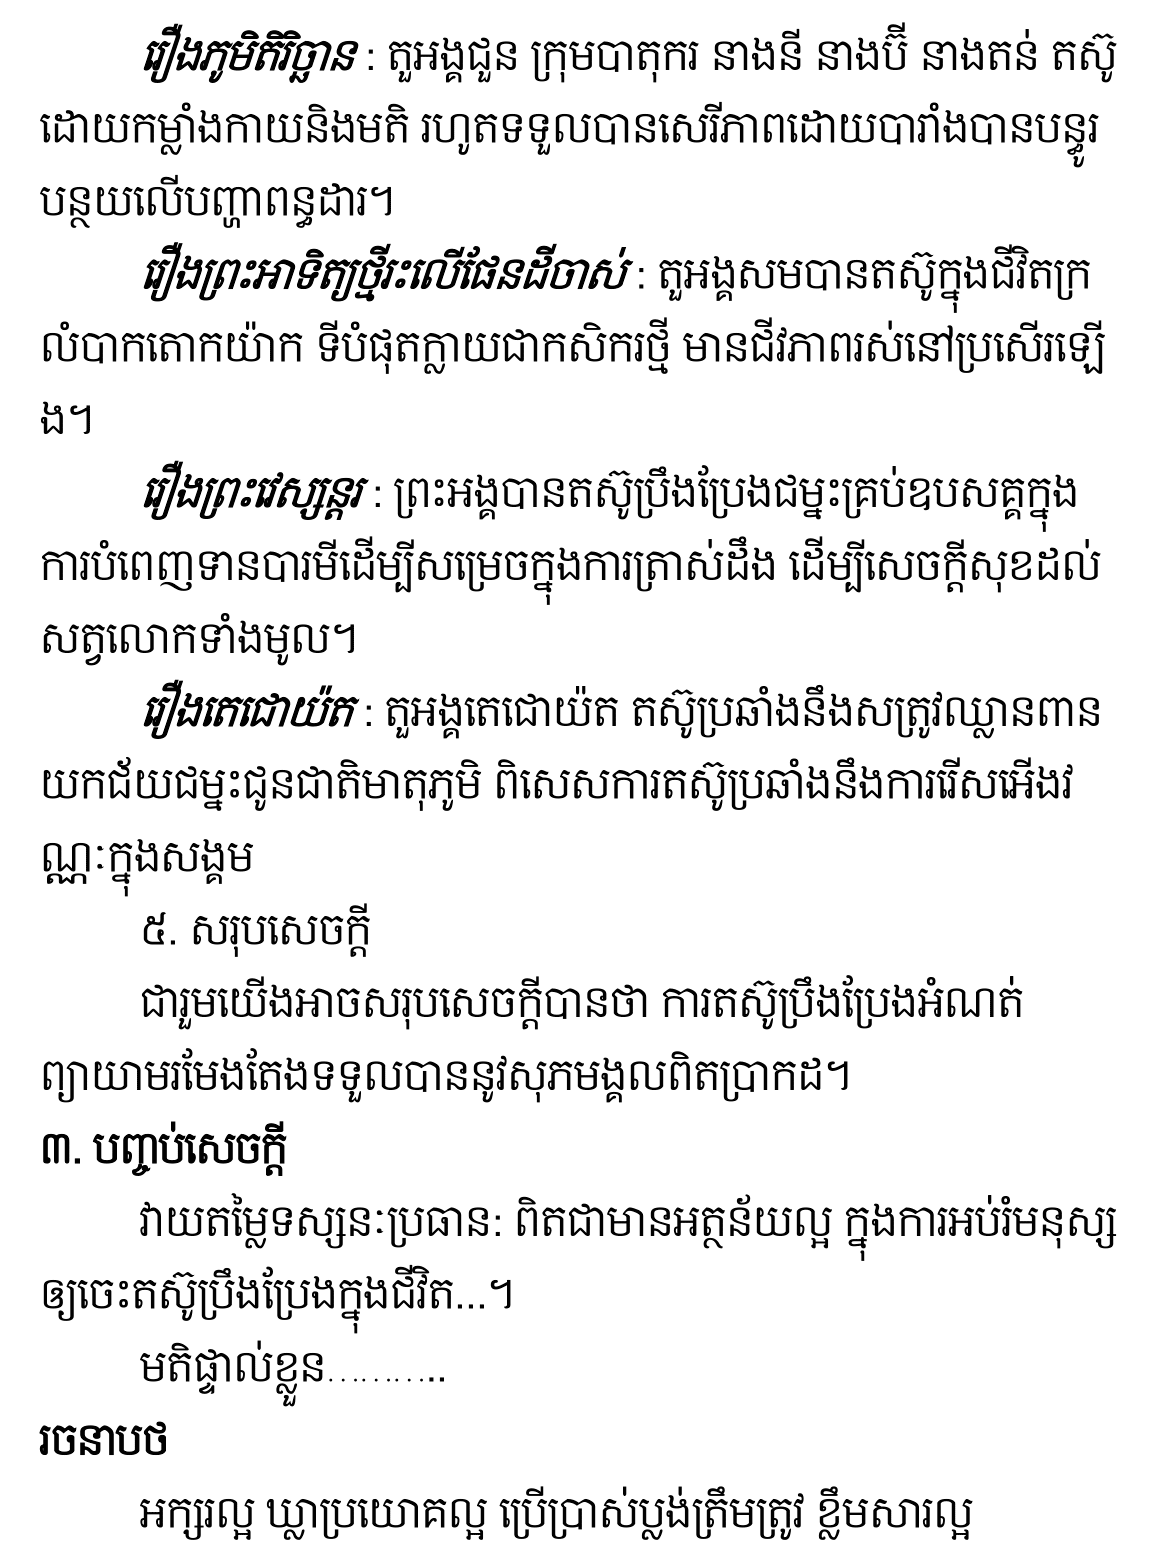 រឿងភូមិតិរិច្ឆាន : តួអង្គជួន ក្រុមបាតុករ នាងនី នាងប៊ី នាងតន់ តស៊ូ
ដោយកម្លាំងកាយនិងមតិ រហូតទទួលបានសេរីភាពដោយបារាំងបានបន្ធូរ
បន្ថយលើបញ្ហាពន្ធដារ។
រឿងព្រះអាទិត្យថ្មីរះលើផែនដីចាស់ : តួអង្គសមបានតស៊ូក្នុងជីវិតក្រ
លំបាកតោកយ៉ាក ទីបំផុតក្លាយជាកសិករថ្មី មានជីវភាពរស់នៅប្រសើរឡើ
ង។
រឿងព្រះវេស្សន្តរ : ព្រះអង្គបានតស៊ូប្រឹងប្រែងជម្នះគ្រប់ឧបសគ្គក្នុង
ការបំពេញទានបារមីដើម្បីសម្រេចក្នុងការត្រាស់ដឹង ដើម្បីសេចក្តីសុខដល់
សត្វលោកទាំងមូល។
រឿងតេជោយ៉ត : តួអង្គតេជោយ៉ត តស៊ូប្រឆាំងនឹងសត្រូវឈ្លានពាន
យកជ័យជម្នះជូនជាតិមាតុភូមិ ពិសេសការតស៊ូប្រឆាំងនឹងការរើសអើងវ
ណ្ណៈក្នុងសង្គម
៥. សរុបសេចក្តី
ជារួមយើងអាចសរុបសេចក្តីបានថា ការតស៊ូប្រឹងប្រែងអំណត់
ព្យាយាមរមែងតែងទទួលបាននូវសុភមង្គលពិតប្រាកដ។
៣. បញ្ចប់សេចក្តី
វាយតម្លៃទស្សនៈប្រធាន: ពិតជាមានអត្ថន័យល្អ ក្នុងការអប់រំមនុស្ស
ឲ្យចេះតស៊ូប្រឹងប្រែងក្នុងជីវិត...។
មតិផ្ទាល់ខ្លួន………..
រចនាបថ
អក្សរល្អ ឃ្លាប្រយោគល្អ ប្រើប្រាស់ប្លង់ត្រឹមត្រូវ ខ្លឹមសារល្អ